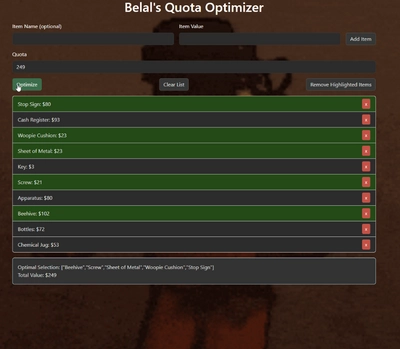 Belal's Quota Optimizer
Item Name (optional)
Item Value
Add Item
Quota
249
Optimize
Clear List
Remove Highlighted Items
Stop Sign: $80
x
Cash Register: $93
x
Woopie Cushion: $23
x
Sheet of Metal: $23
x
Key: $3
x
Screw: $21
x
Apparatus: $80
x
Beehive: $102
x
Bottles: $72
x
Chemical Jug: $53
x
Optimal Selection: ["Beehive","Screw","Sheet of Metal","Woopie Cushion","Stop Sign"]
Total Value: $249